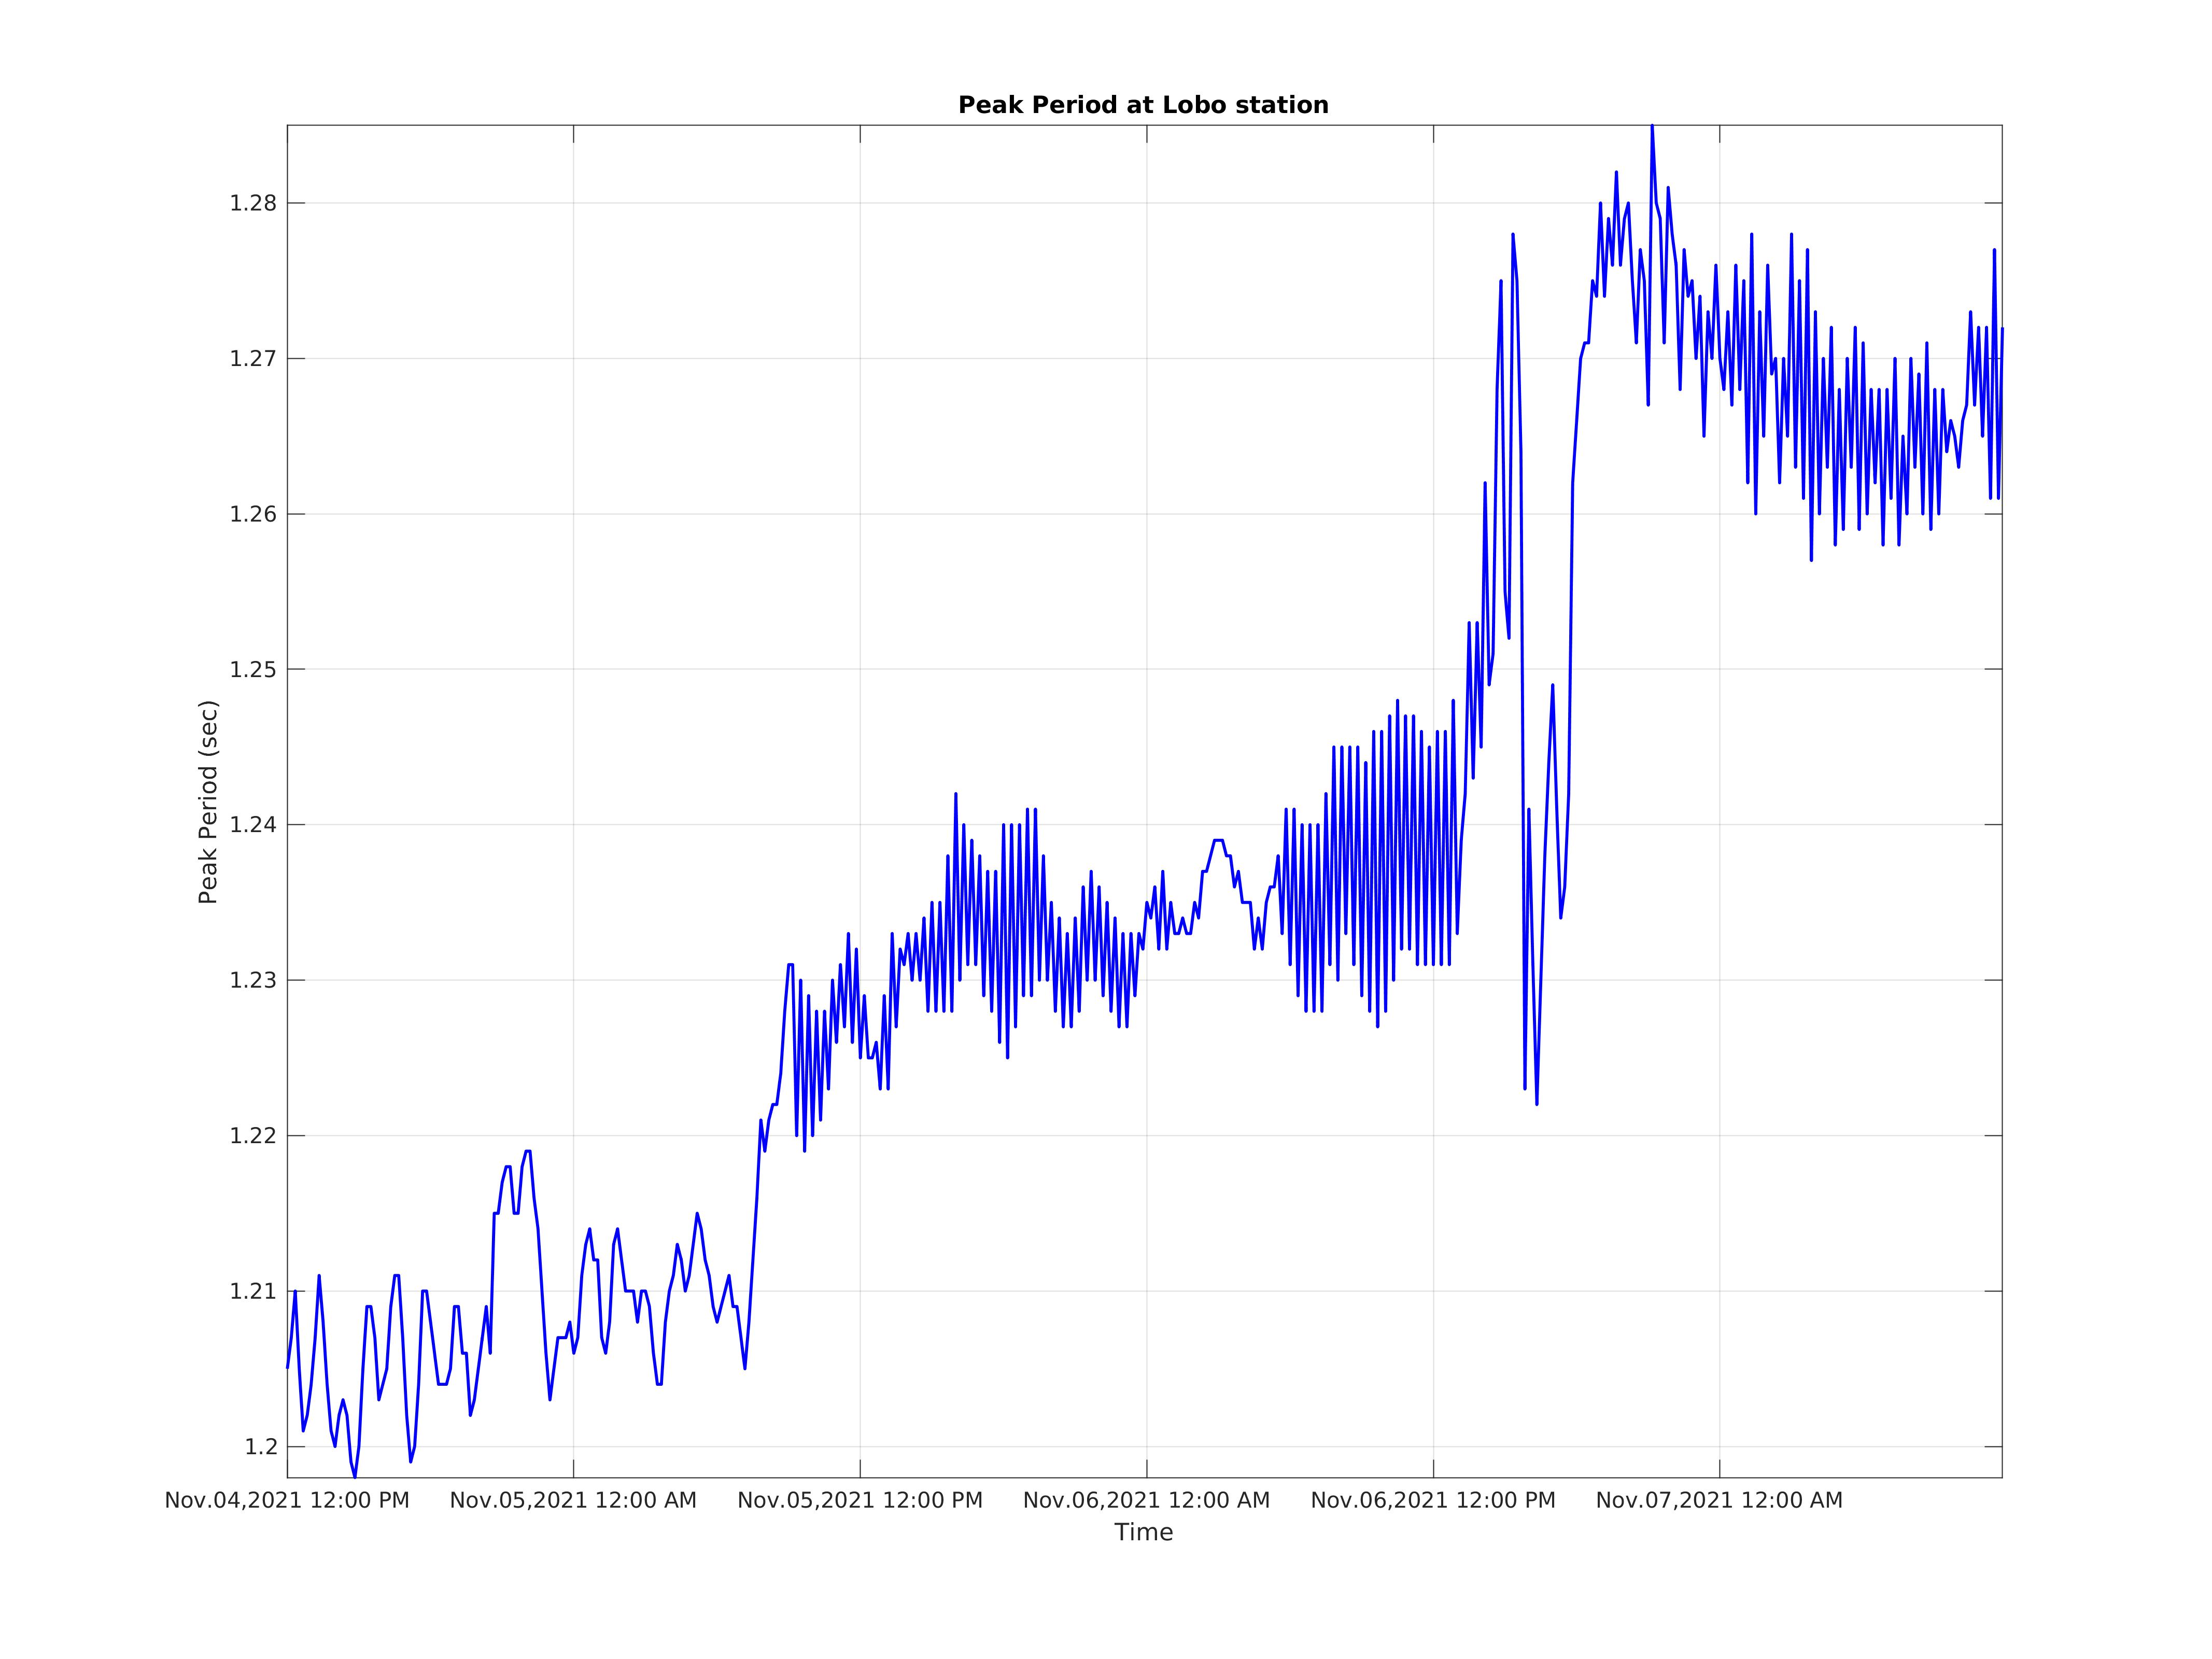 Peak Period at Lobo station
Peak Period (sec)
1.28
1.27
1.26
1.25
1.24
1.23
1.22
1.21
1.2
Nov.04,2021 12:00 PM Nov.05,2021 12:00 AM Nov.05,2021 12:00 PM Nov.06,2021 12:00 AM Nov.06,2021 12:00 PM Nov.07,2021 12:00 AM
Time